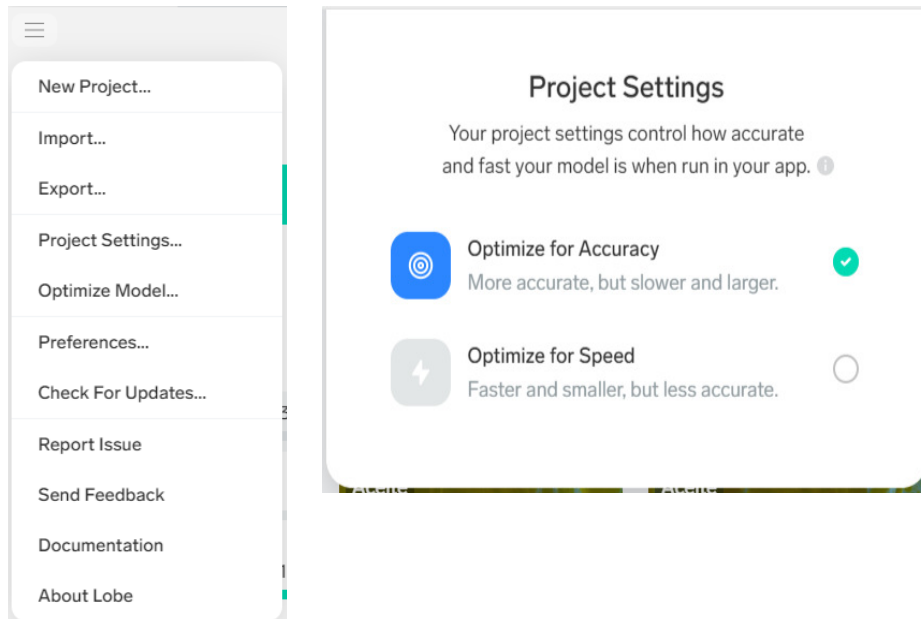 New Project...
Import...
Export...
Project Settings...
Optimize Model...
Preferences...
Check For Updates...
Report Issue
Send Feedback
Documentation
About Lobe
Project Settings
Your project settings control how accurate
and fast your model is when run in your app.
Optimize for Accuracy
More accurate, but slower and larger.
Optimize for Speed
Faster and smaller, but less accurate.
Aceite
Aceite